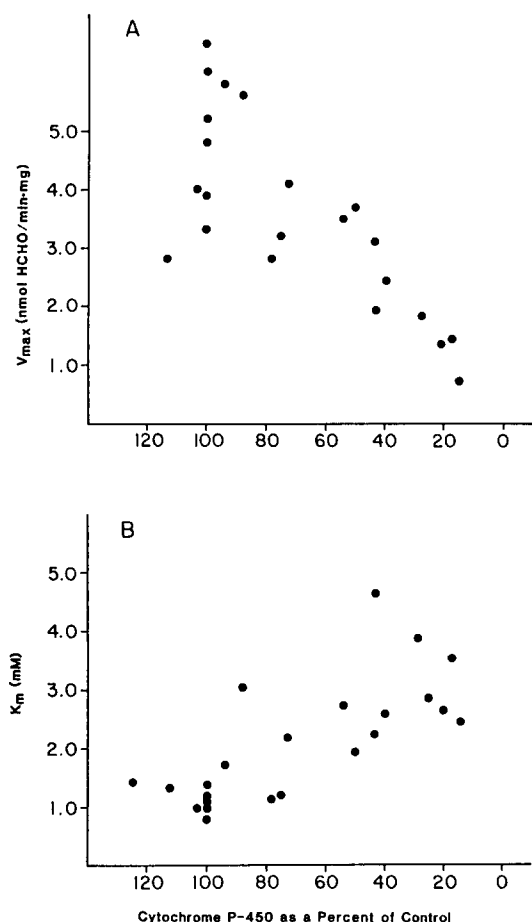 A
5.0
4.0
3.0
2.0
1.0
Vmax (nmol HCHO/min·mg)
120 100 80 60 40 20 0
B
5.0
4.0
3.0
2.0
1.0
Km (mM)
120 100 80 60 40 20 0
Cytochrome P-450 as a Percent of Control